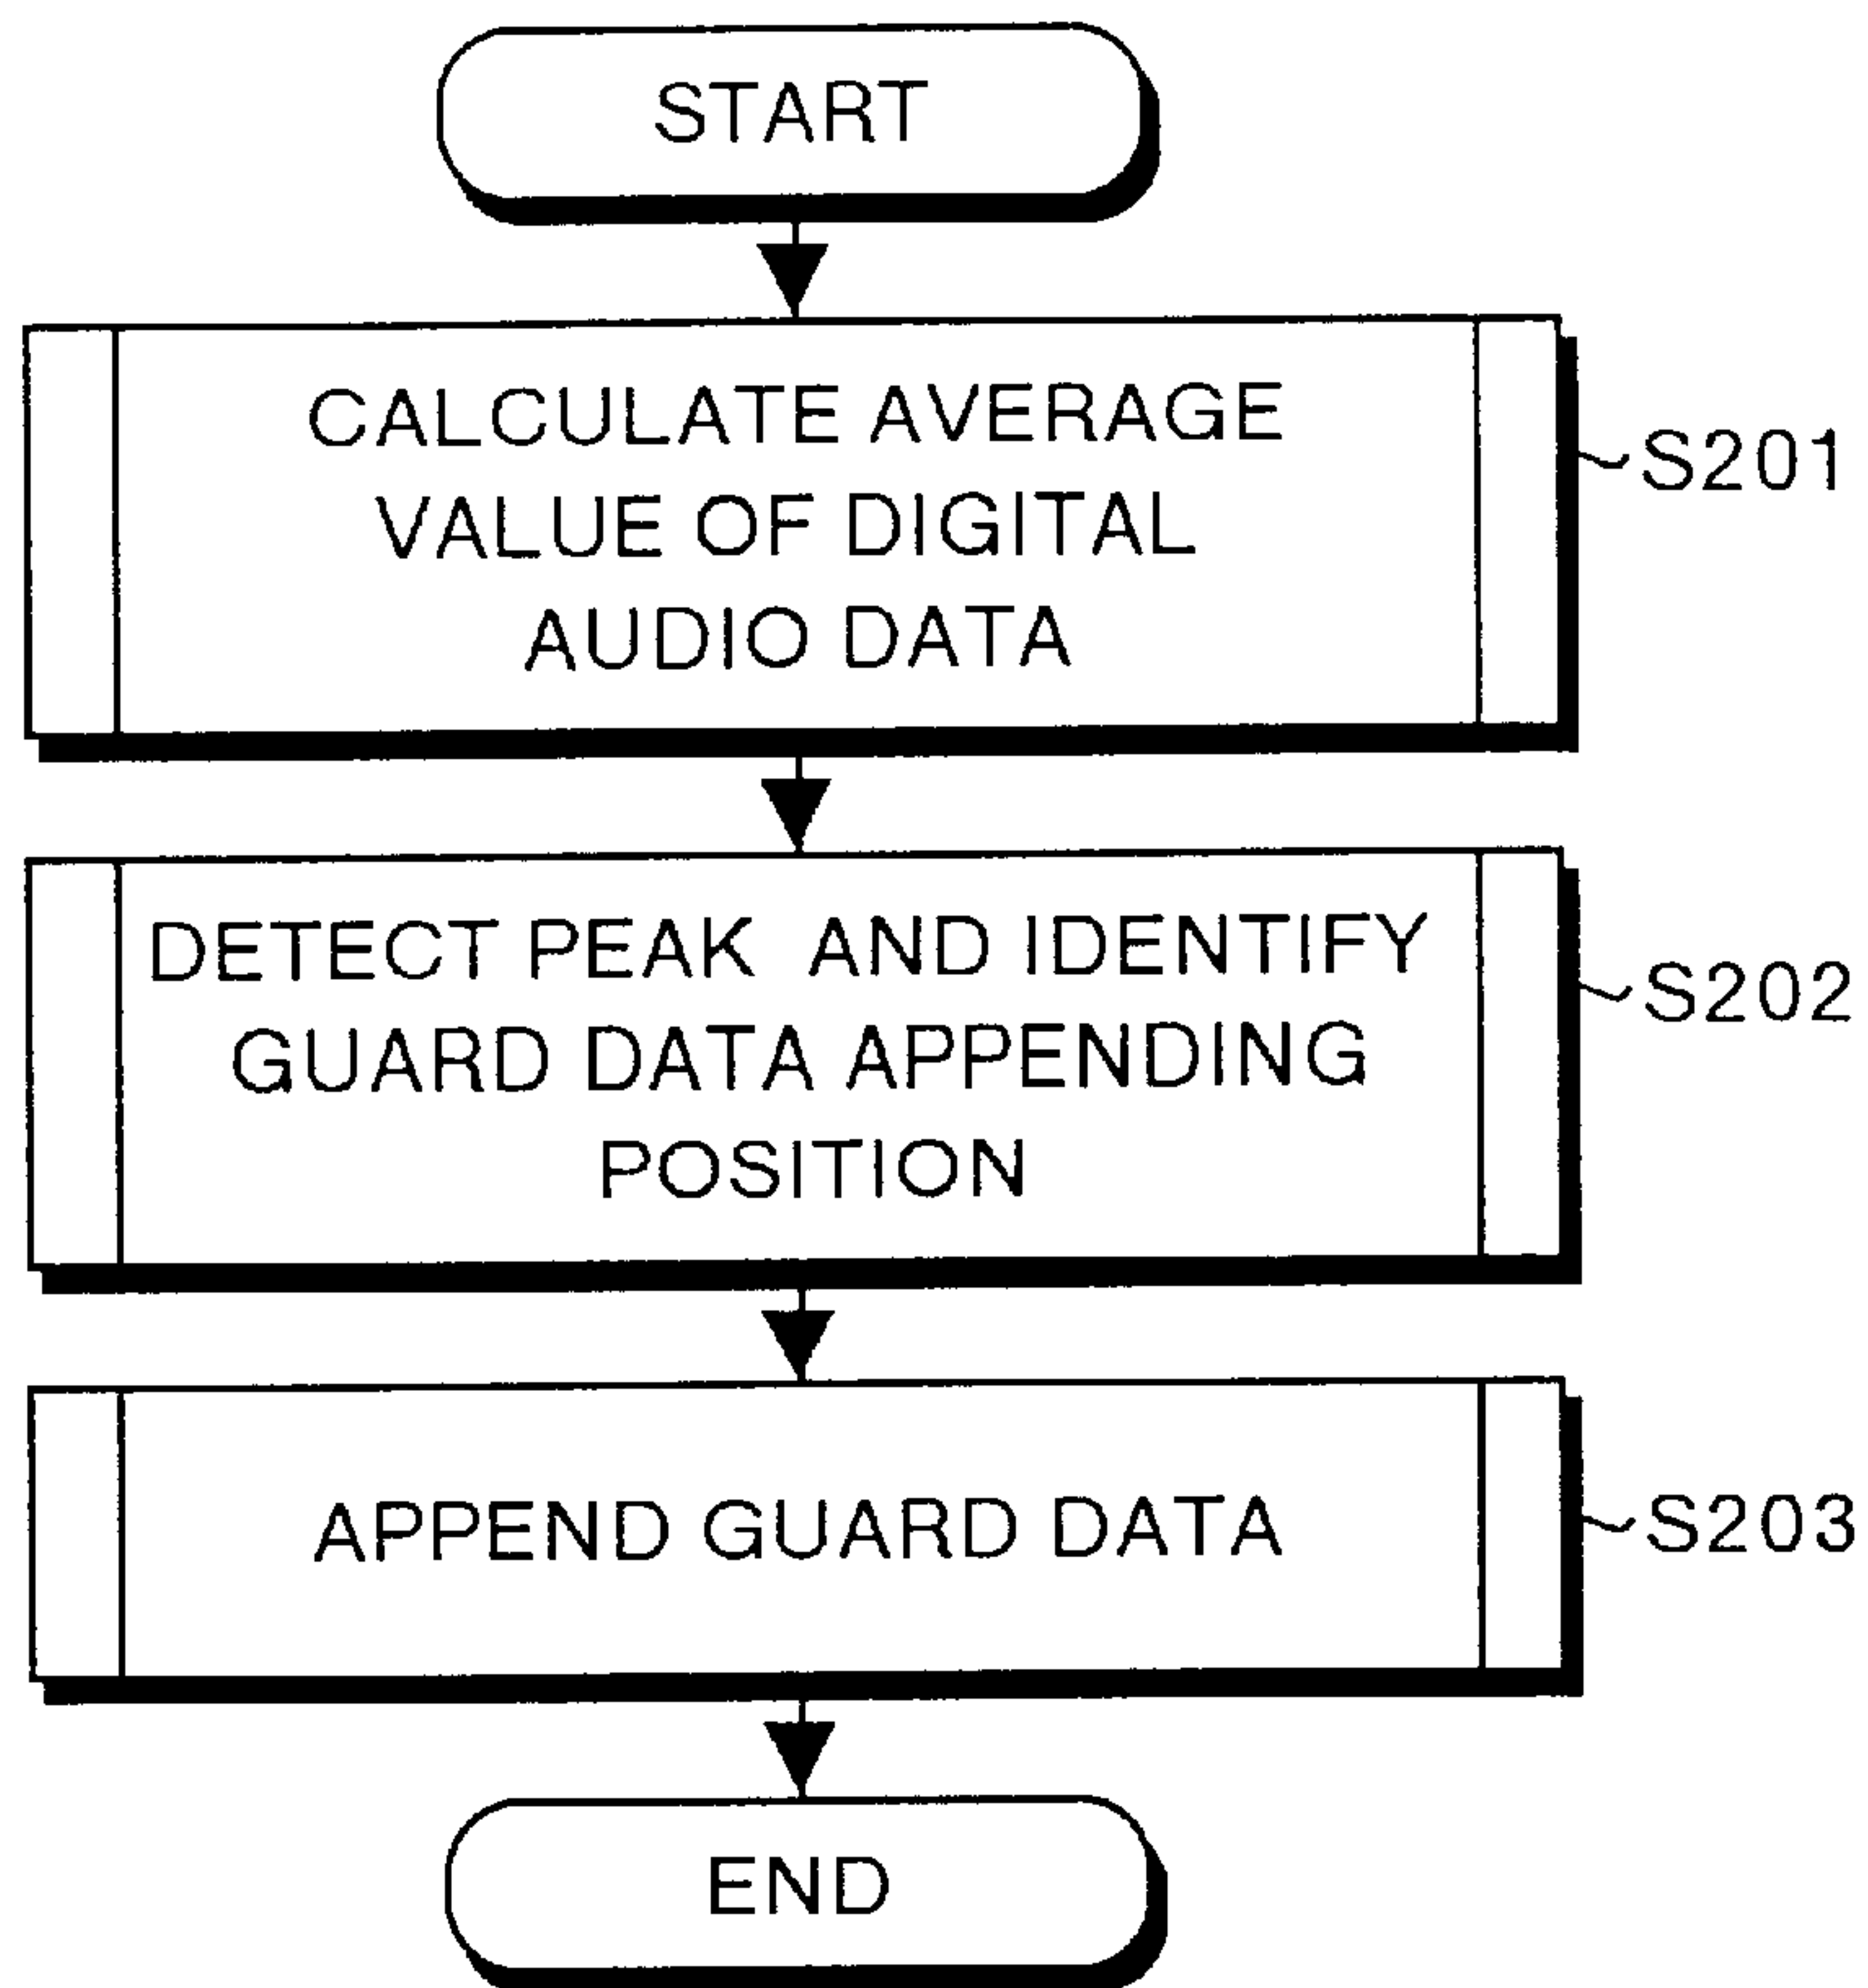 START
CALCULATE AVERAGE
VALUE OF DIGITAL
AUDIO DATA
S201
DETECT PEAK AND IDENTIFY
GUARD DATA APPENDING
POSITION
S202
APPEND GUARD DATA
S203
END